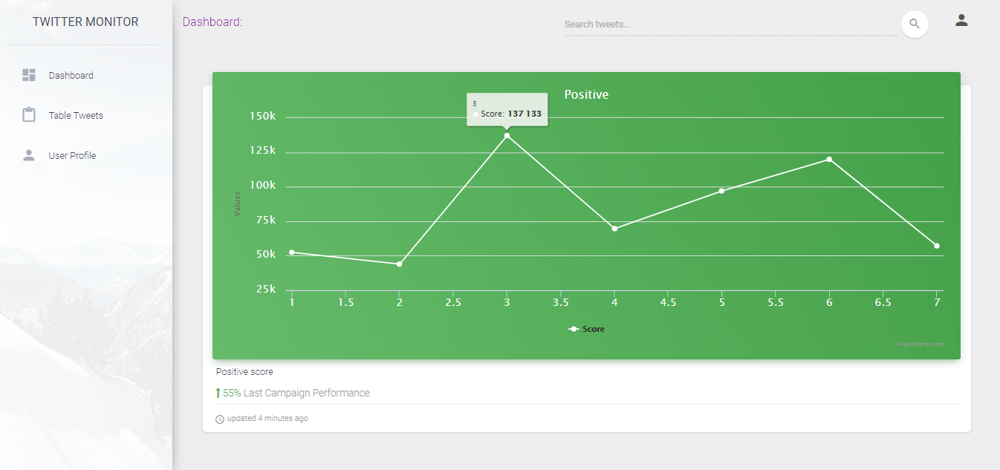 TWITTER MONITOR
Dashboard
Table Tweets
User Profile
Dashboard:
Search tweets...
Positive
3
Score: 137 133
150k
125k
100k
75k
50k
25k
Values
1 1.5 2 2.5 3 3.5 4 4.5 5 5.5 6 6.5 7
Score
Highcharts.com
Positive score
55% Last Campaign Performance
updated 4 minutes ago